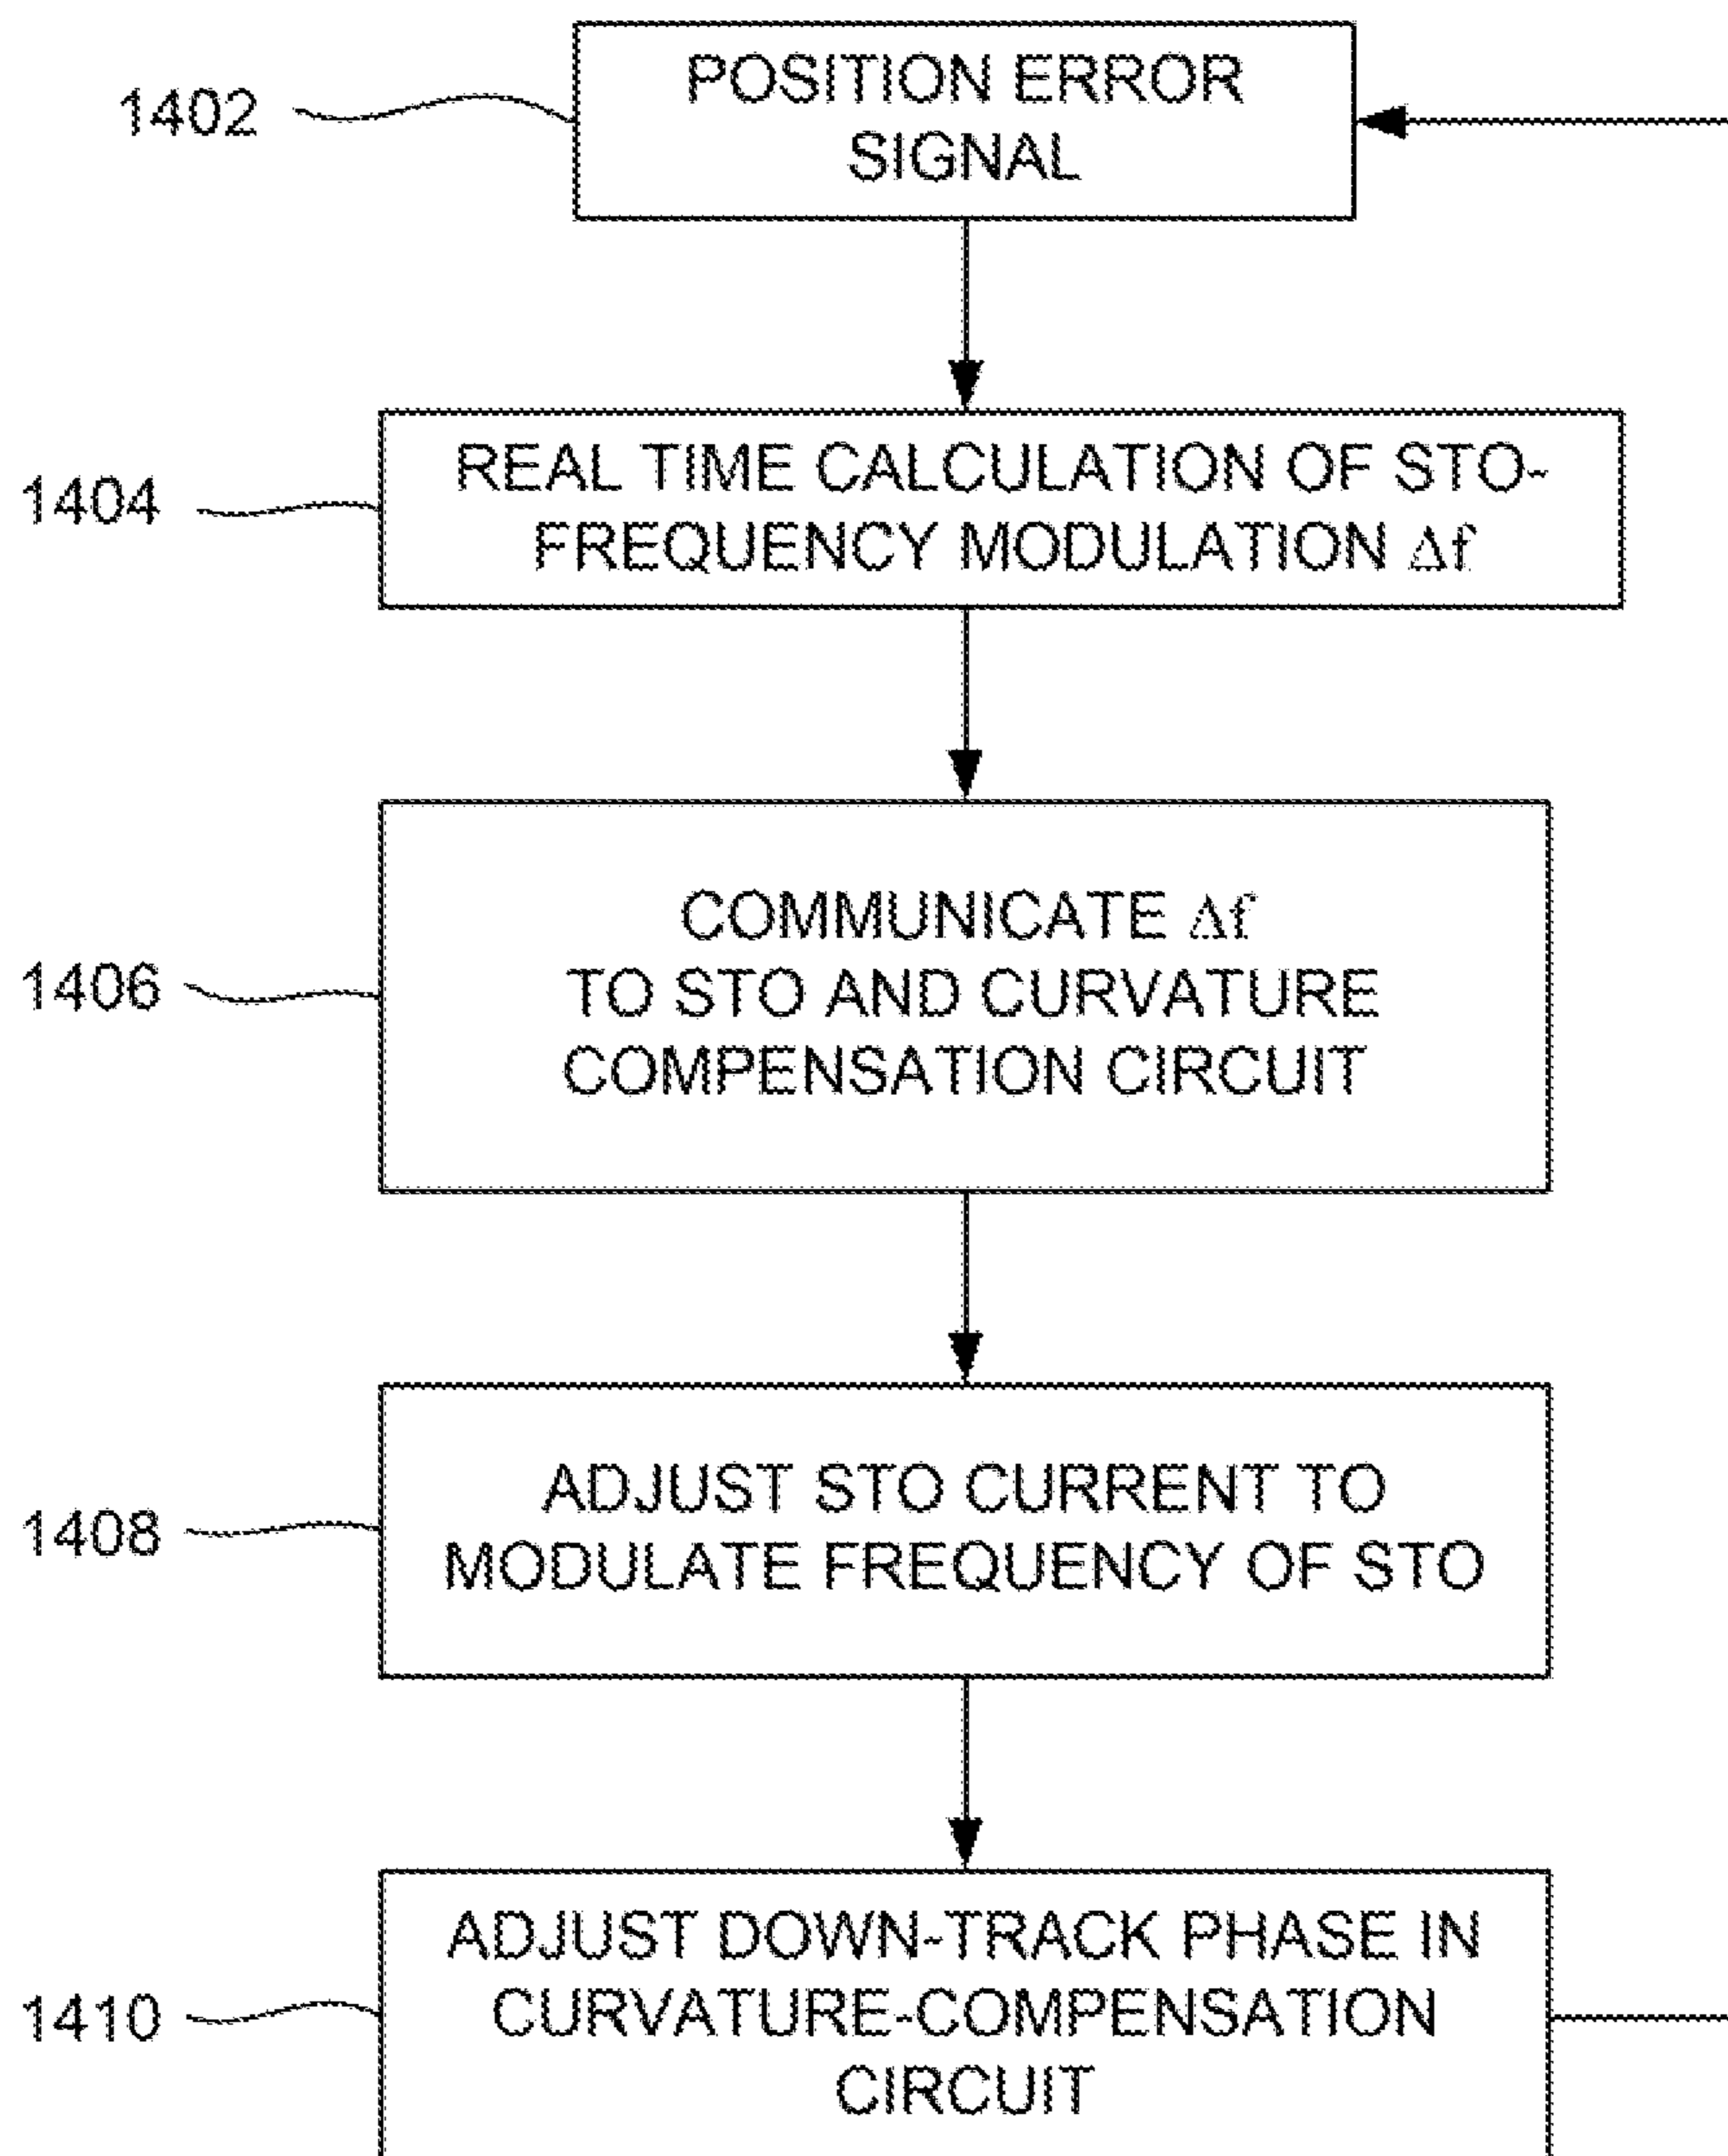 1402
POSITION ERROR
SIGNAL
1404
REAL TIME CALCULATION OF STO-
FREQUENCY MODULATION Δf
1406
COMMUNICATE Δf
TO STO AND CURVATURE
COMPENSATION CIRCUIT
1408
ADJUST STO CURRENT TO
MODULATE FREQUENCY OF STO
1410
ADJUST DOWN-TRACK PHASE IN
CURVATURE-COMPENSATION
CIRCUIT